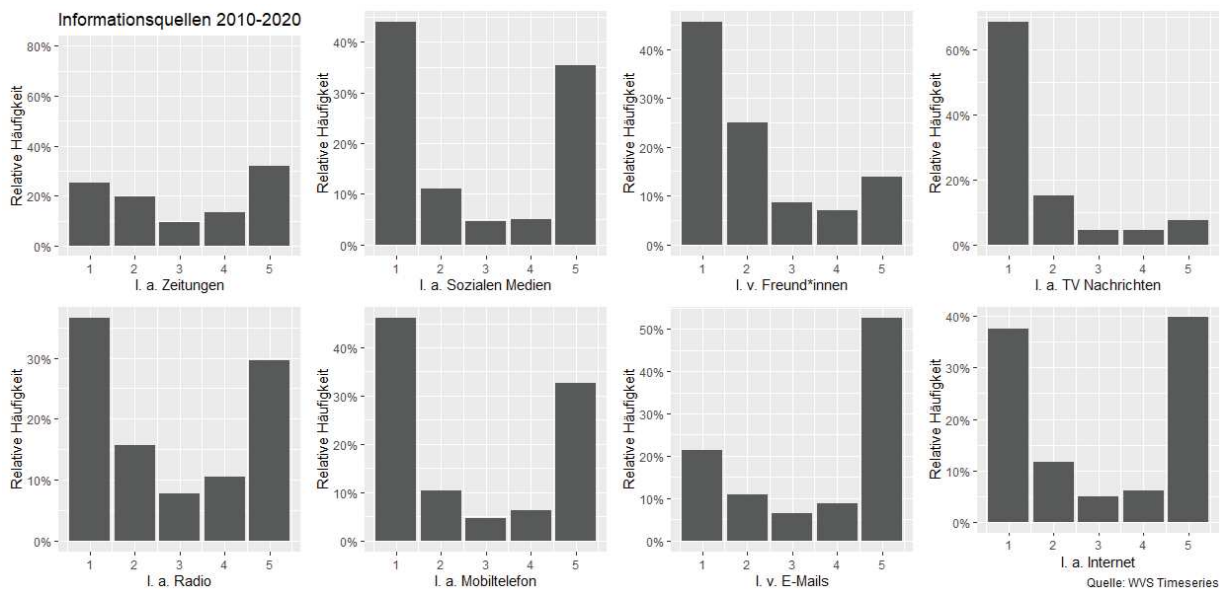 Informationsquellen 2010-2020
Relative Häufigkeit
80%
60%
40%
20%
0%
1 2 3 4 5
I. a. Zeitungen
Relative Häufigkeit
40%
30%
20%
10%
0%
1 2 3 4 5
I. a. Sozialen Medien
Relative Häufigkeit
40%
30%
20%
10%
0%
1 2 3 4 5
I. v. Freund*innen
Relative Häufigkeit
60%
40%
20%
0%
1 2 3 4 5
I. a. TV Nachrichten
Relative Häufigkeit
30%
20%
10%
0%
1 2 3 4 5
I. a. Radio
Relative Häufigkeit
40%
30%
20%
10%
0%
1 2 3 4 5
I. a. Mobiltelefon
Relative Häufigkeit
50%
40%
30%
20%
10%
0%
1 2 3 4 5
I. v. E-Mails
Relative Häufigkeit
40%
30%
20%
10%
0%
1 2 3 4 5
I. a. Internet
Quelle: WVS Timeseries